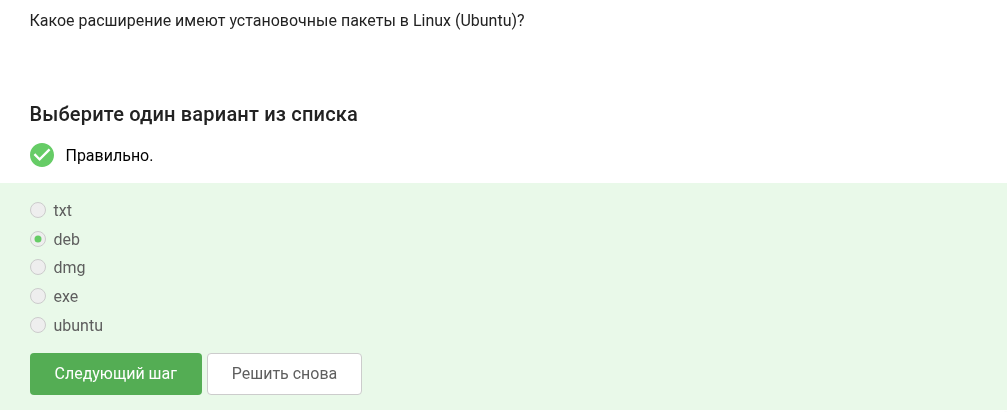 Какое расширение имеют установочные пакеты в Linux (Ubuntu)?
Выберите один вариант из списка
Правильно.
txt
deb
dmg
exe
ubuntu
Следующий шаг
Решить снова